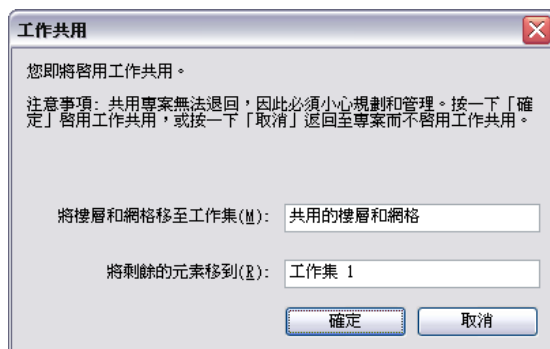 工作共用
您即將啓用工作共用。
注意事項: 共用專案無法退回，因此必須小心規劃和管理。按一下「確
定」啓用工作共用，或按一下「取消」返回至專案而不啓用工作共用。
將樓層和網格移至工作集(M): 共用的樓層和網格
將剩餘的元素移到(R): 工作集 1
確定 取消